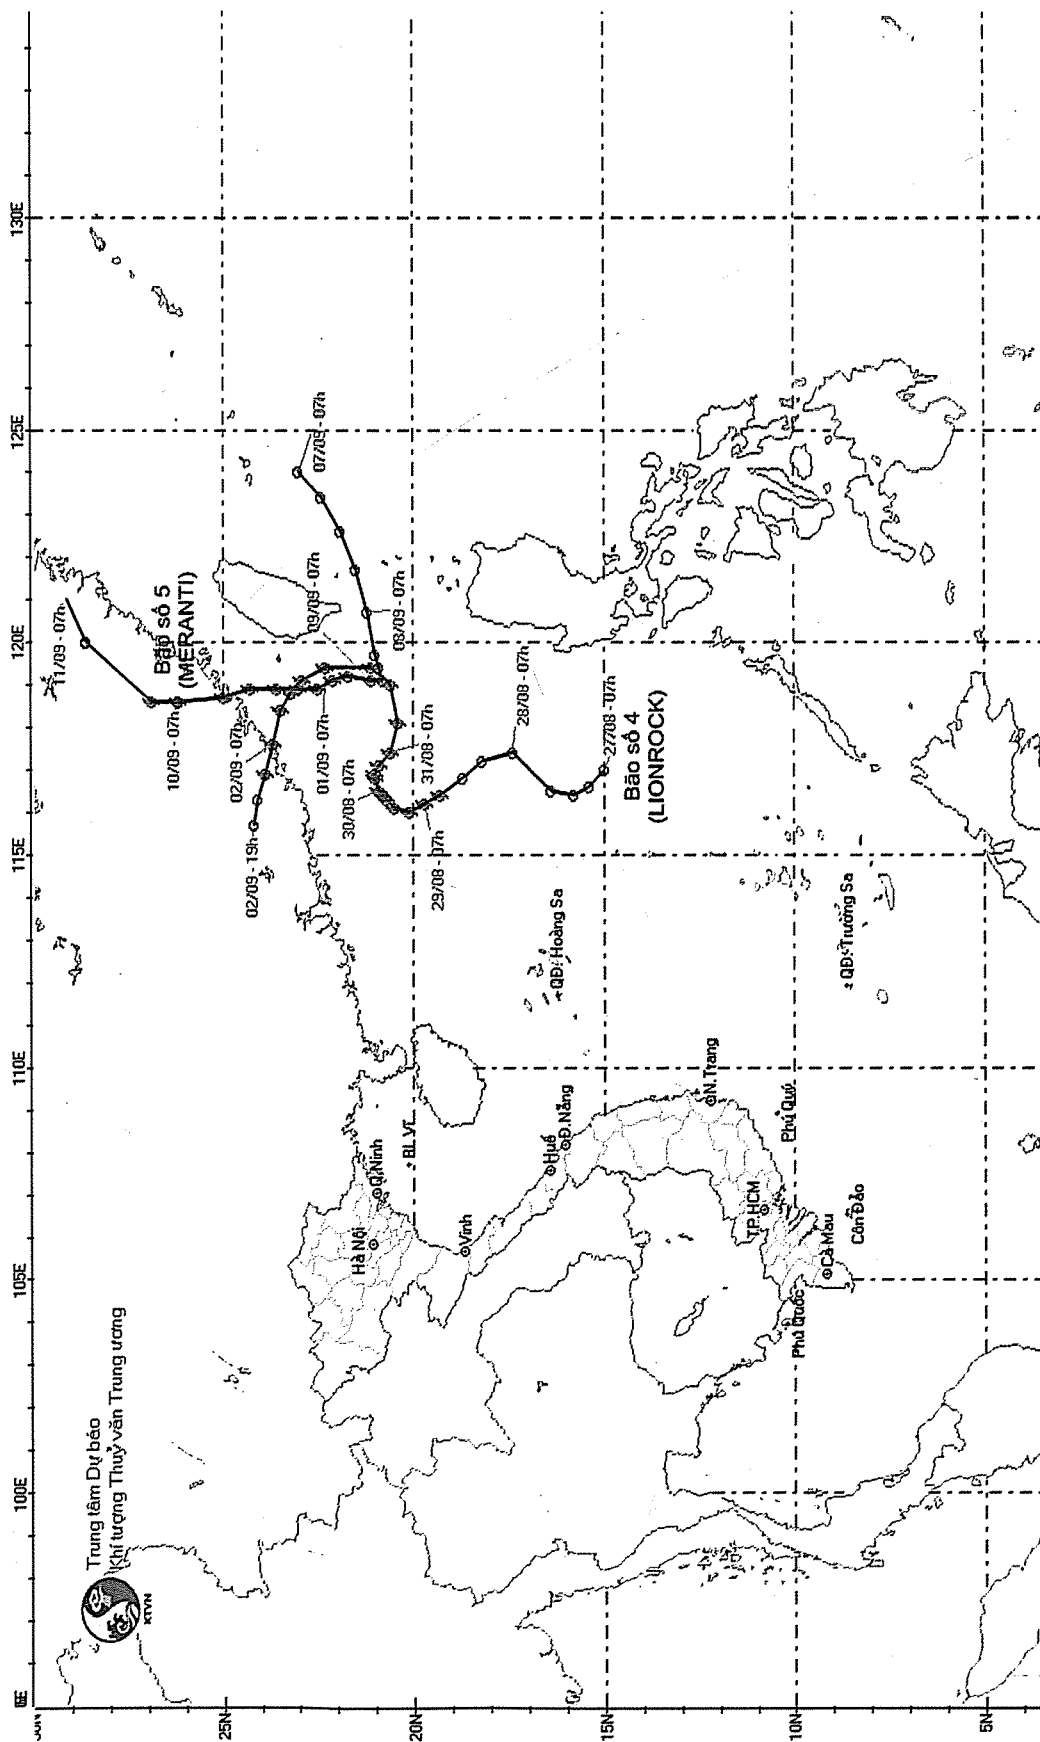 KTVN
Trung tâm Dự báo
Khí tượng Thuỷ văn Trung ương
100E
105E
110E
115E
120E
125E
130E
25N
20N
15N
10N
5N
11/09 - 07h
Bão số 5
(MERANTI)
10/09 - 07h
02/09 - 07h
02/09 - 19h
01/09 - 07h
30/08 - 07h
31/08 - 07h
29/08 - 07h
09/09 - 07h
08/09 - 07h
07/09 - 07h
28/08 - 07h
27/08 - 07h
Bão số 4
(LIONROCK)
Hà Nội
Q.Ninh
BLVĩ
Vinh
Huế
Đ.Nẵng
QĐ. Hoàng Sa
N.Trang
TP.HCM
Phú Quý
Phú Quốc
Cà Mau
Côn Đảo
QĐ. Trường Sa